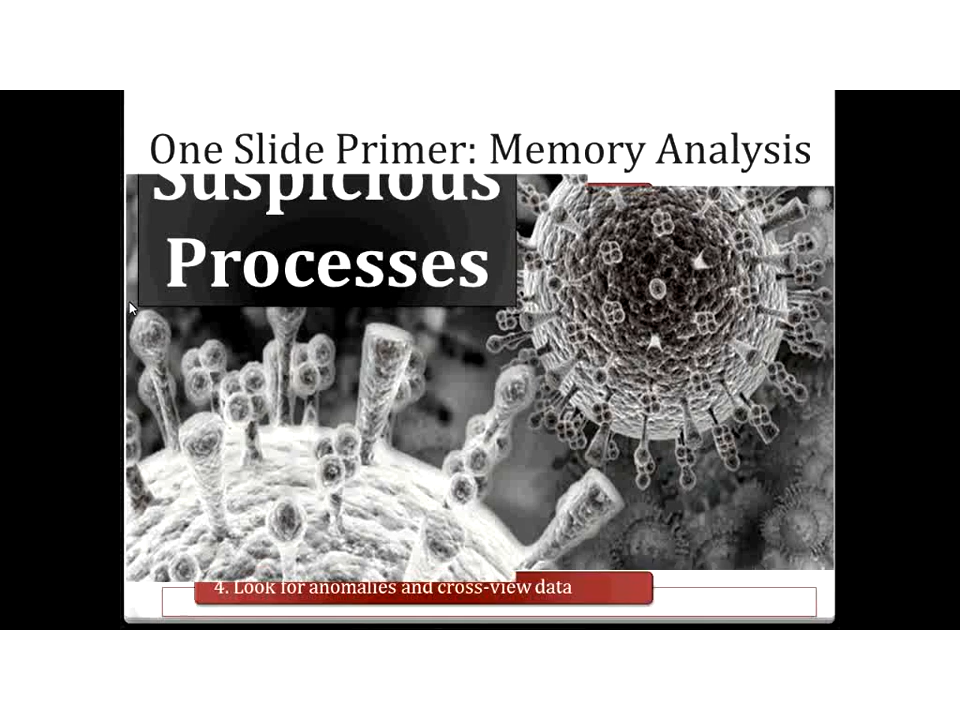 One Slide Primer: Memory Analysis
Suspicious
Processes
4. Look for anomalies and cross-view data